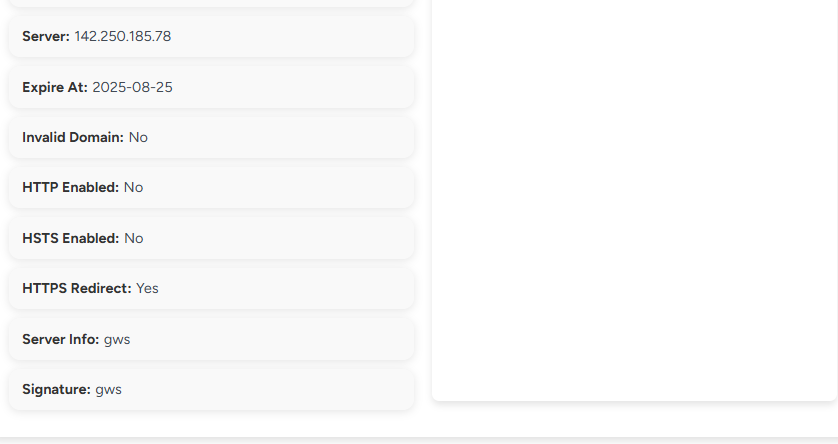 Server: 142.250.185.78
Expire At: 2025-08-25
Invalid Domain: No
HTTP Enabled: No
HSTS Enabled: No
HTTPS Redirect: Yes
Server Info: gws
Signature: gws